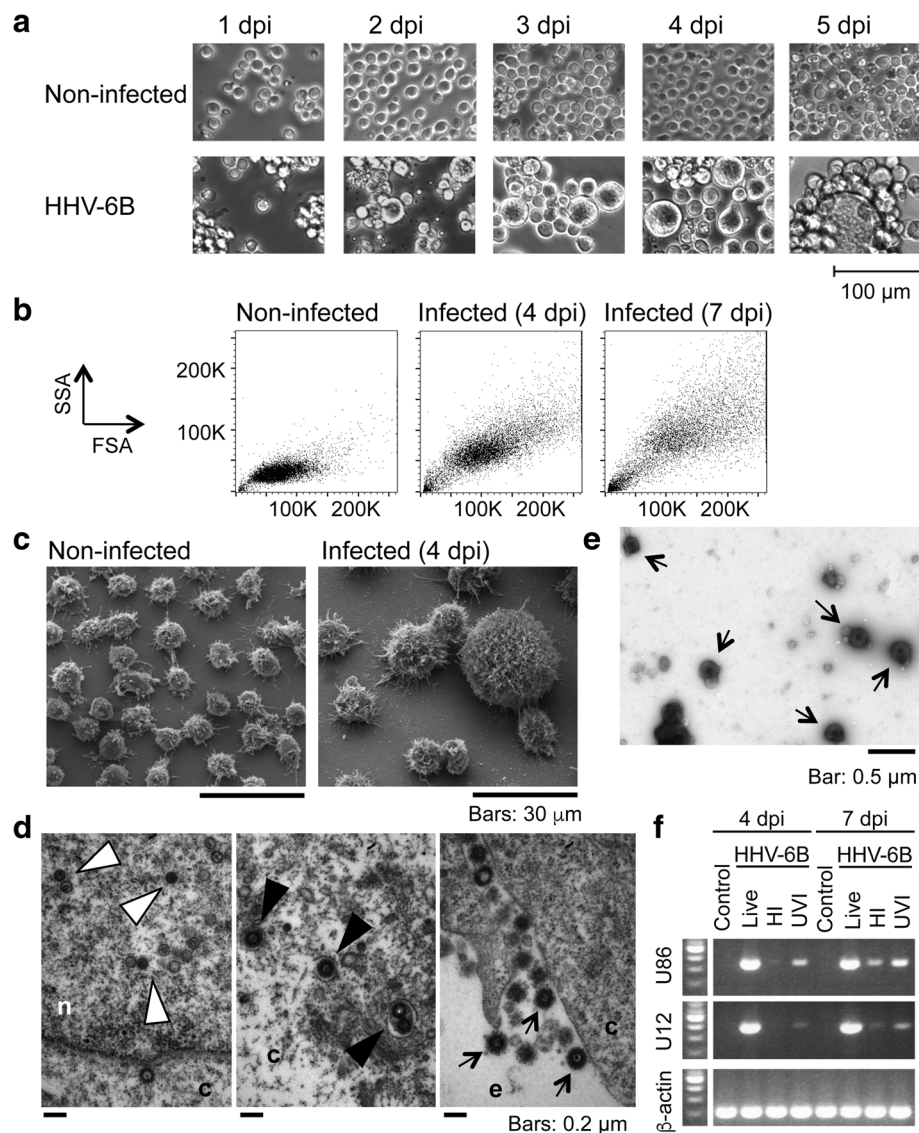 a
1 dpi 2 dpi 3 dpi 4 dpi 5 dpi
Non-infected
HHV-6B
100 μm
b
Non-infected Infected (4 dpi) Infected (7 dpi)
SSA
FSA
200K
100K
100K 200K 100K 200K 100K 200K
c
Non-infected Infected (4 dpi)
Bars: 30 μm
e
Bar: 0.5 μm
d
n
c
c
c
e
Bars: 0.2 μm
f
4 dpi 7 dpi
HHV-6B HHV-6B
Control Live HI UVI Control Live HI UVI
U86
U12
β-actin